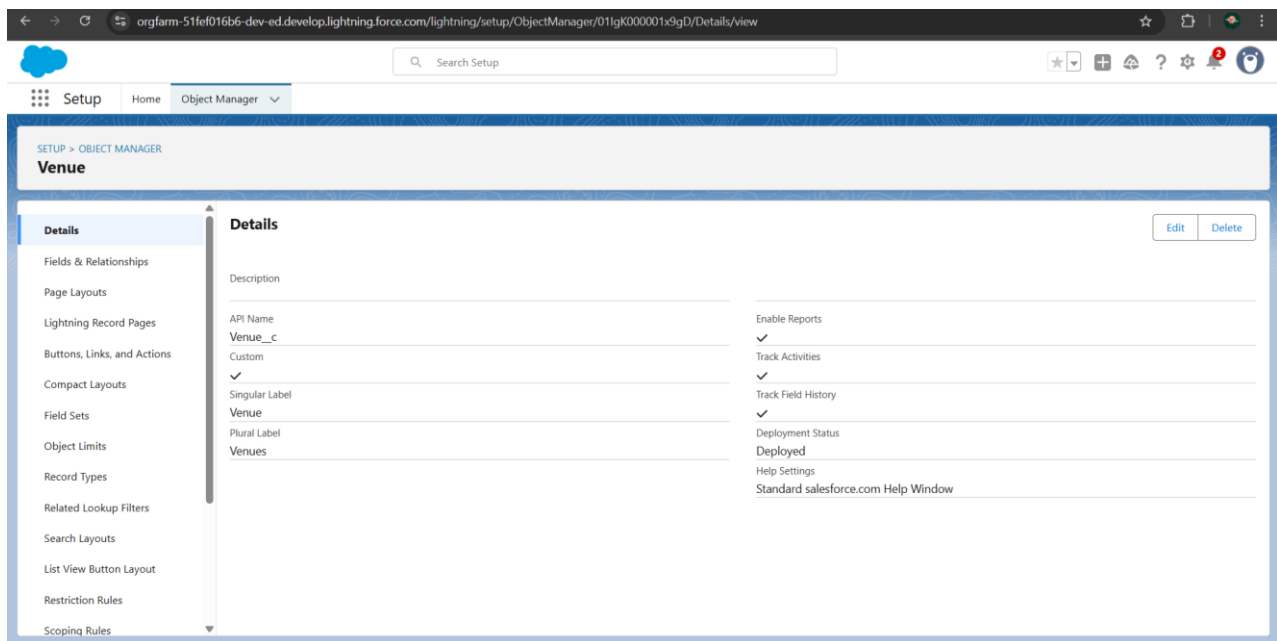 orgfarm-51fef016b6-dev-ed.develop.lightning.force.com/lightning/setup/ObjectManager/01IgK000001x9gD/Details/view
Search Setup
2
Setup Home Object Manager
SETUP > OBJECT MANAGER
Venue
Details
Fields & Relationships
Page Layouts
Lightning Record Pages
Buttons, Links, and Actions
Compact Layouts
Field Sets
Object Limits
Record Types
Related Lookup Filters
Search Layouts
List View Button Layout
Restriction Rules
Scoping Rules
Details
Edit Delete
Description
API Name
Venue__c
Custom
Singular Label
Venue
Plural Label
Venues
Enable Reports
Track Activities
Track Field History
Deployment Status
Deployed
Help Settings
Standard salesforce.com Help Window